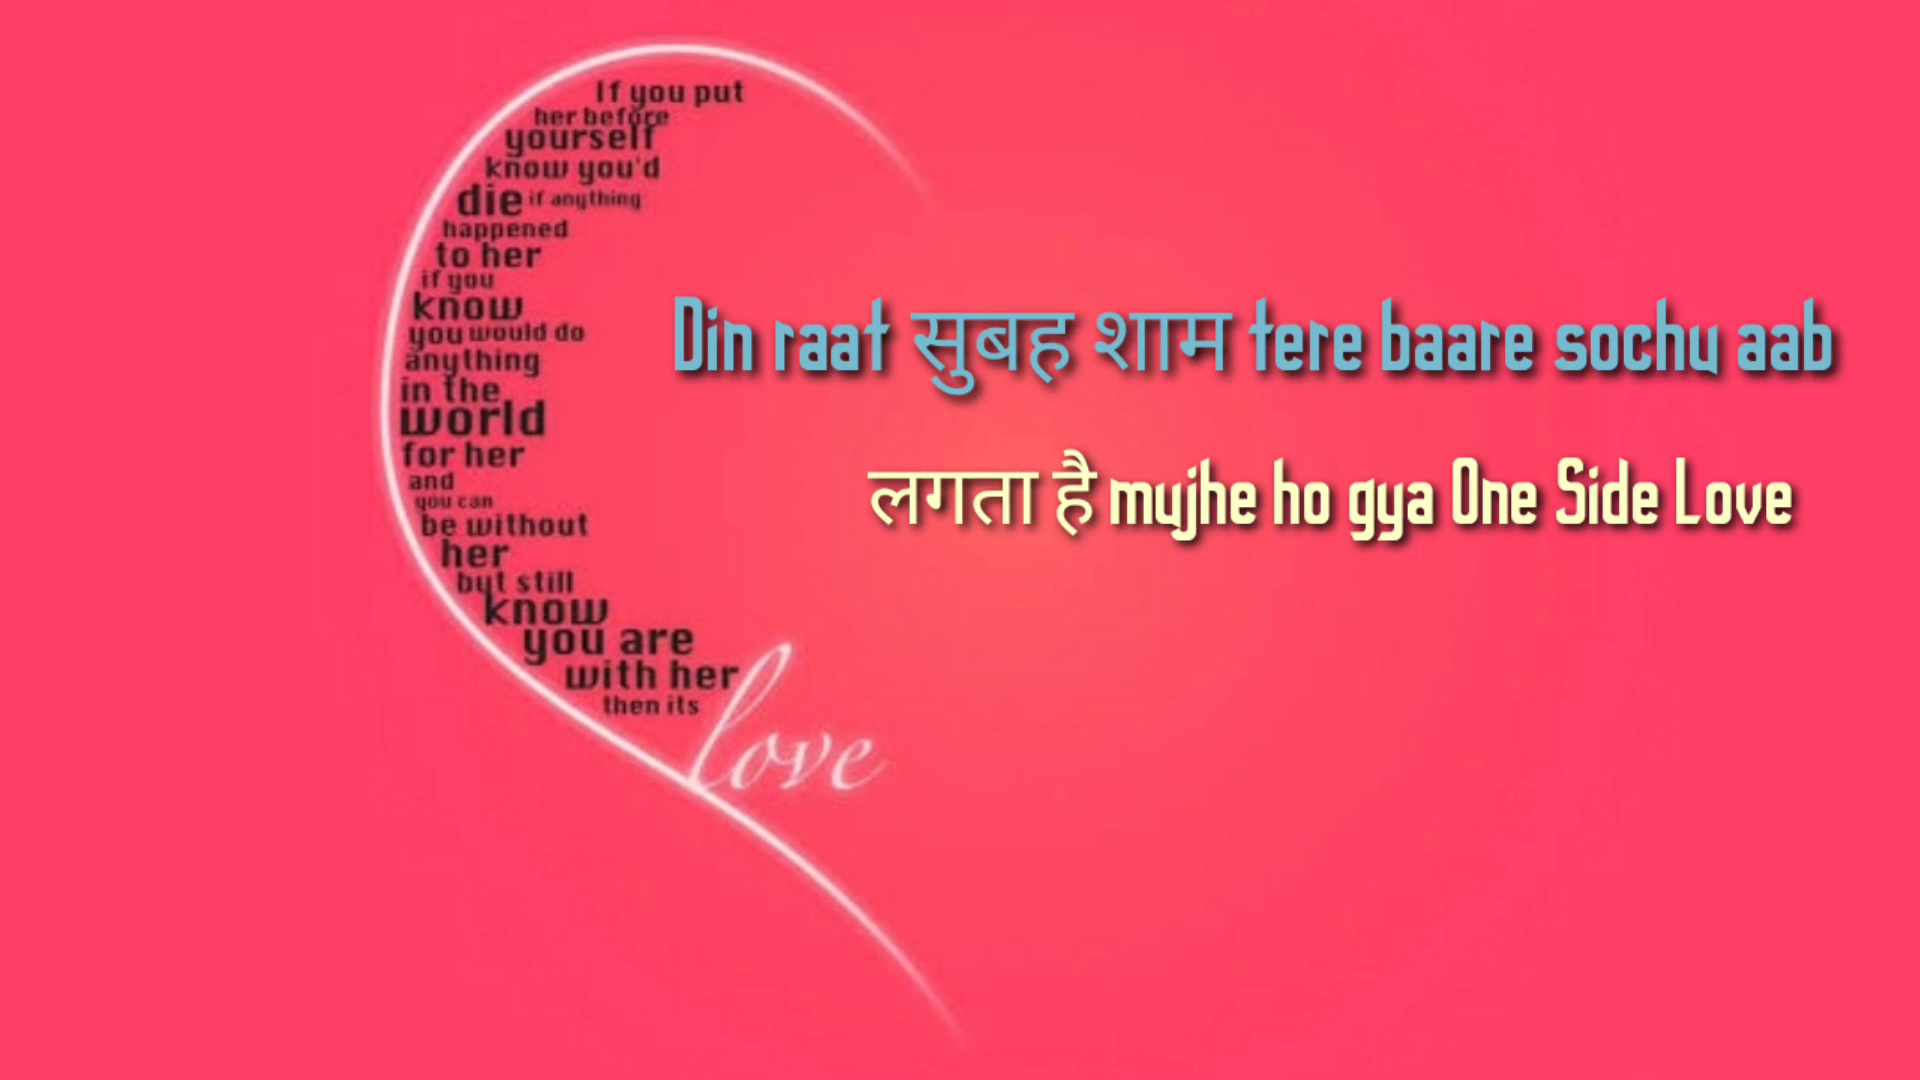 If you put
her before
yourself
know you'd
die if anything
happened
to her
if you
know
you would do
anything
in the
world
for her
and
you can
be without
her
but still
know
you are
with her
then its
love
Din raat सुबह शाम tere baare sochu aab
लगता है mujhe ho gya One Side Love